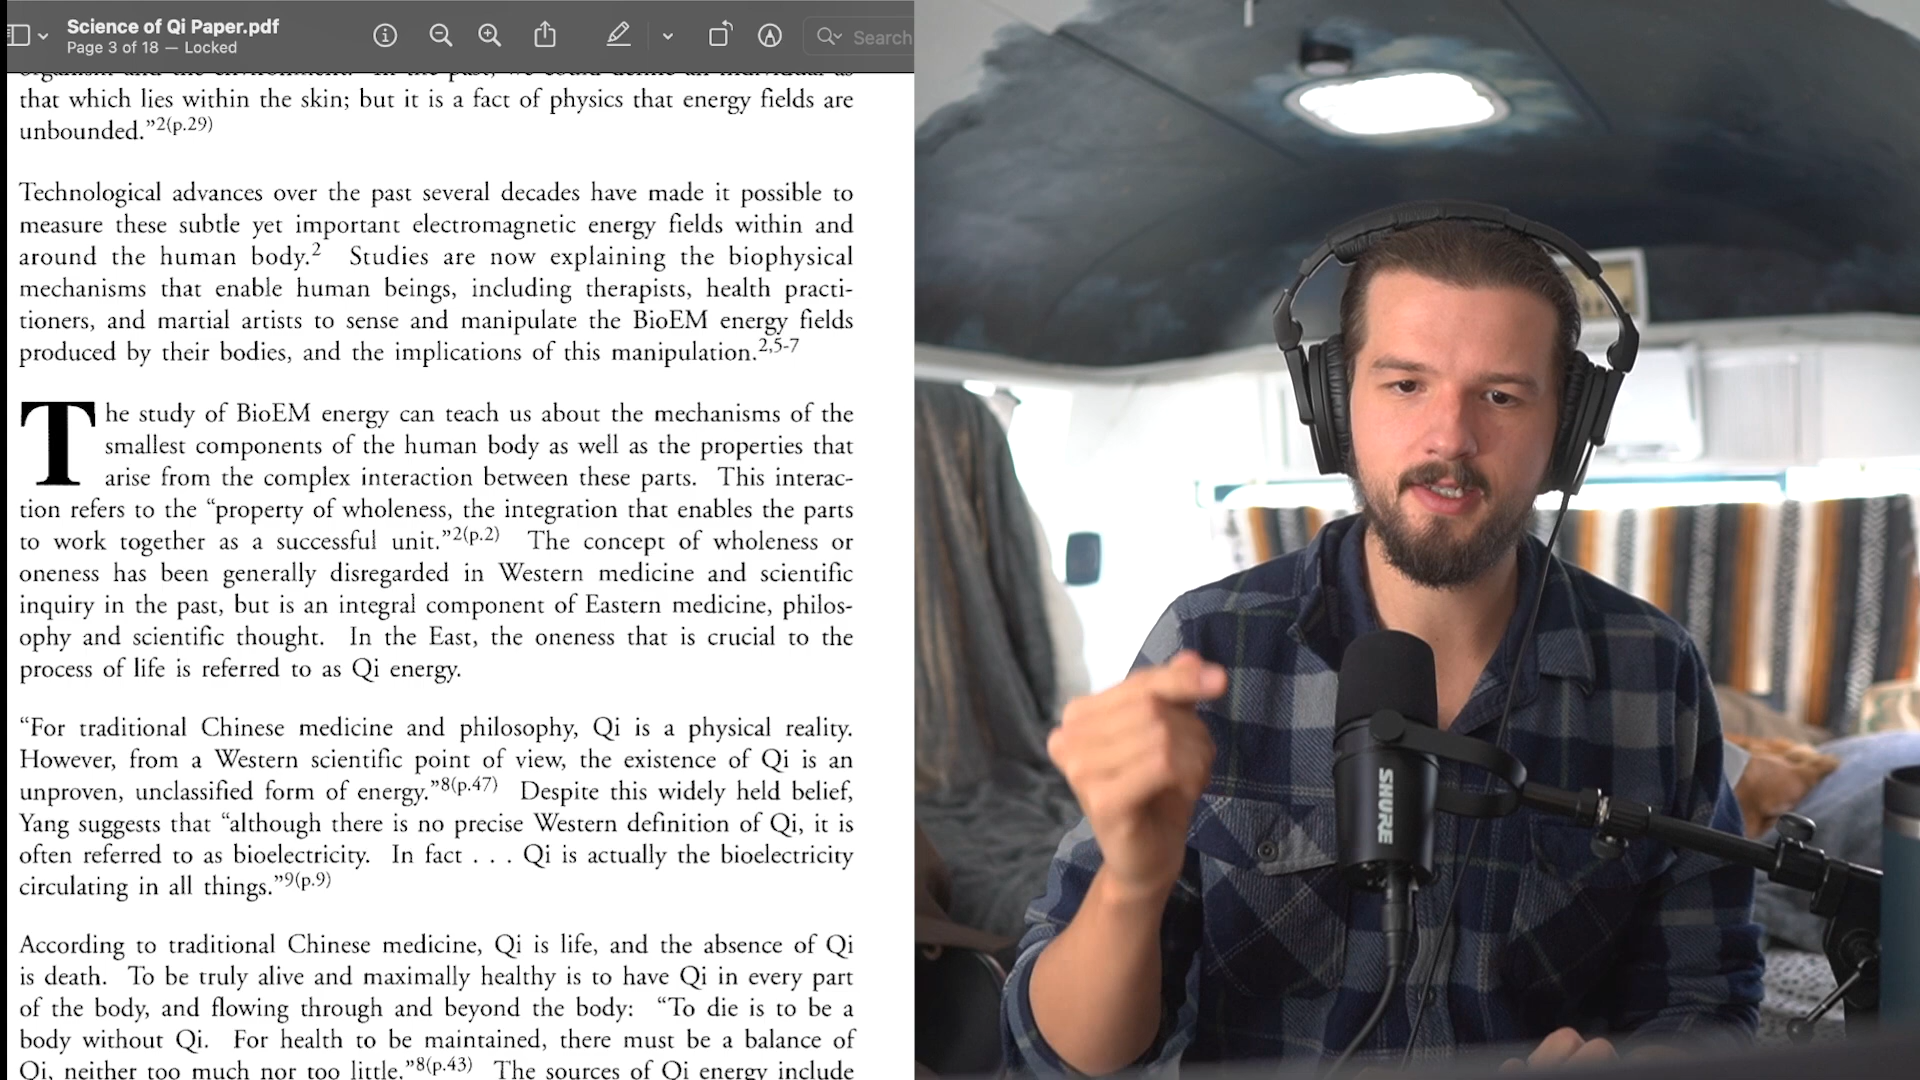 Science of Qi Paper.pdf
Page 3 of 18 — Locked
Search
organism and the environment. In the past, we could define an individual as
that which lies within the skin; but it is a fact of physics that energy fields are
unbounded.”2(p.29)
Technological advances over the past several decades have made it possible to
measure these subtle yet important electromagnetic energy fields within and
around the human body.2 Studies are now explaining the biophysical
mechanisms that enable human beings, including therapists, health practi-
tioners, and martial artists to sense and manipulate the BioEM energy fields
produced by their bodies, and the implications of this manipulation.2,5-7
The study of BioEM energy can teach us about the mechanisms of the
smallest components of the human body as well as the properties that
arise from the complex interaction between these parts. This interac-
tion refers to the “property of wholeness, the integration that enables the parts
to work together as a successful unit.”2(p.2) The concept of wholeness or
oneness has been generally disregarded in Western medicine and scientific
inquiry in the past, but is an integral component of Eastern medicine, philos-
ophy and scientific thought. In the East, the oneness that is crucial to the
process of life is referred to as Qi energy.
“For traditional Chinese medicine and philosophy, Qi is a physical reality.
However, from a Western scientific point of view, the existence of Qi is an
unproven, unclassified form of energy.”8(p.47) Despite this widely held belief,
Yang suggests that “although there is no precise Western definition of Qi, it is
often referred to as bioelectricity. In fact . . . Qi is actually the bioelectricity
circulating in all things.”9(p.9)
According to traditional Chinese medicine, Qi is life, and the absence of Qi
is death. To be truly alive and maximally healthy is to have Qi in every part
of the body, and flowing through and beyond the body: “To die is to be a
body without Qi. For health to be maintained, there must be a balance of
Qi, neither too much nor too little.”8(p.43) The sources of Qi energy include
SHURE